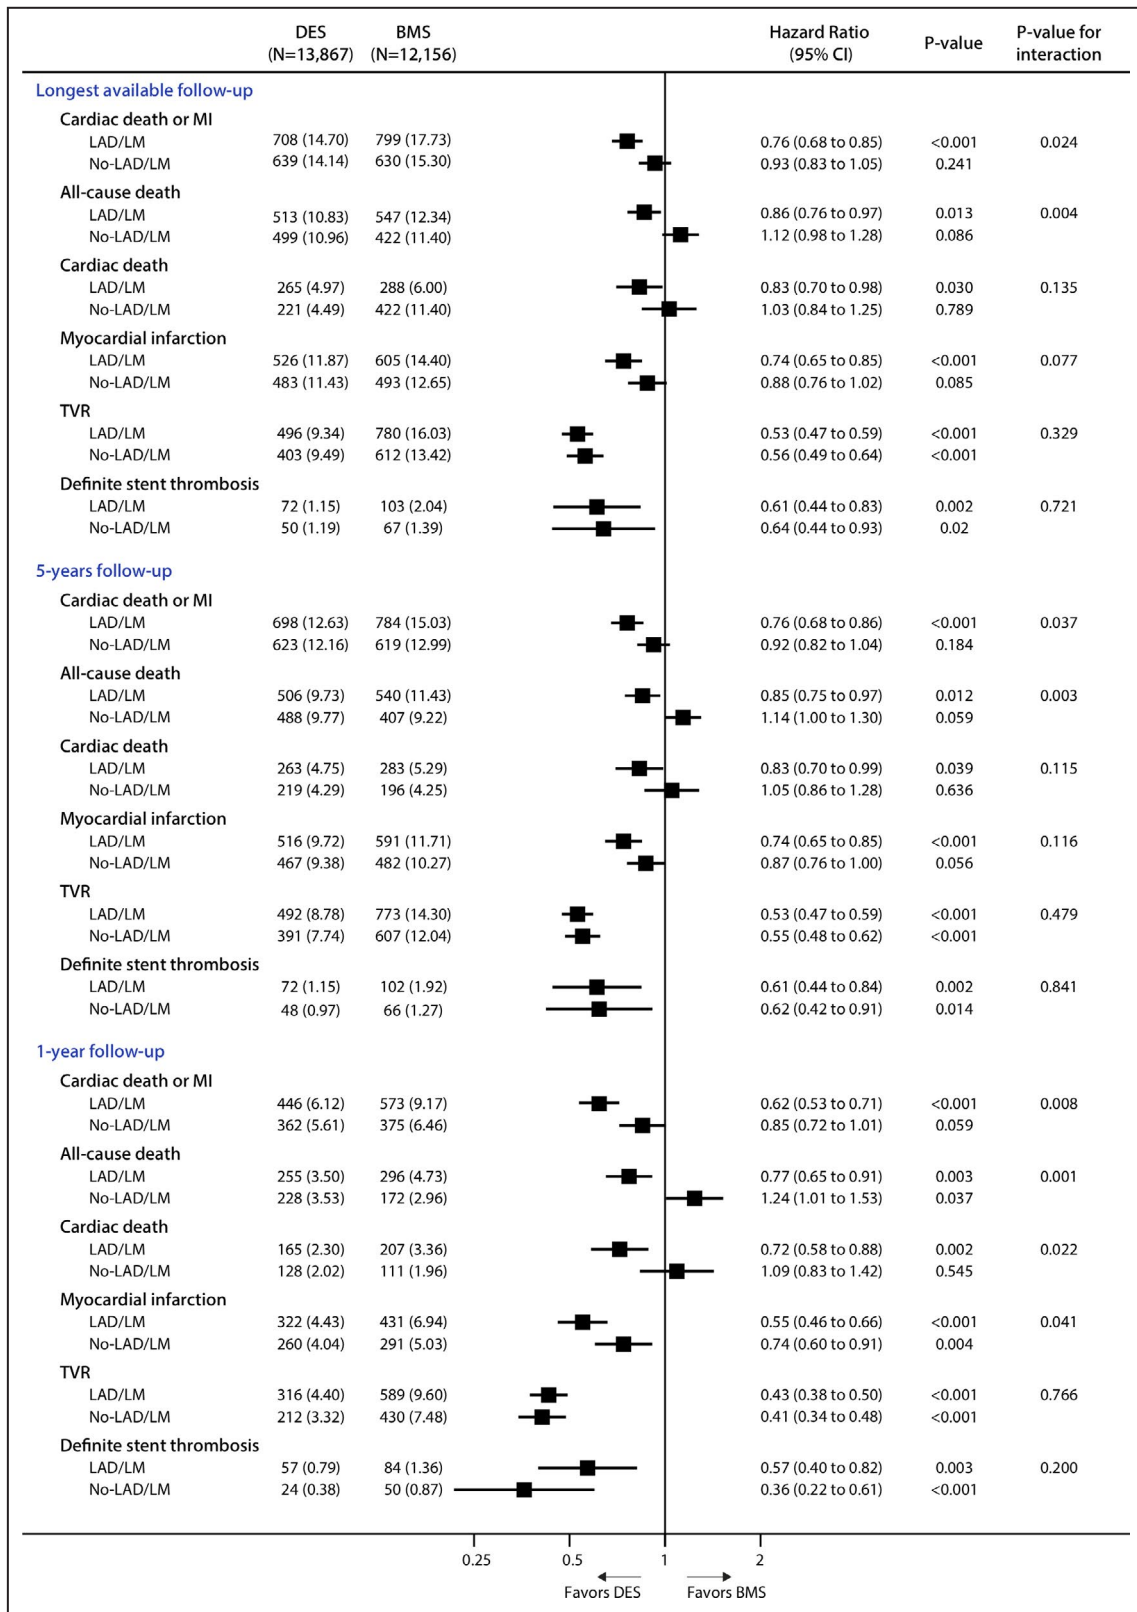 DES BMS Hazard Ratio P-value P-value for
(N=13,867) (N=12,156) (95% CI) interaction
Longest available follow-up
Cardiac death or MI
LAD/LM 708 (14.70) 799 (17.73) 0.76 (0.68 to 0.85) <0.001 0.024
No-LAD/LM 639 (14.14) 630 (15.30) 0.93 (0.83 to 1.05) 0.241
All-cause death
LAD/LM 513 (10.83) 547 (12.34) 0.86 (0.76 to 0.97) 0.013 0.004
No-LAD/LM 499 (10.96) 422 (11.40) 1.12 (0.98 to 1.28) 0.086
Cardiac death
LAD/LM 265 (4.97) 288 (6.00) 0.83 (0.70 to 0.98) 0.030 0.135
No-LAD/LM 221 (4.49) 422 (11.40) 1.03 (0.84 to 1.25) 0.789
Myocardial infarction
LAD/LM 526 (11.87) 605 (14.40) 0.74 (0.65 to 0.85) <0.001 0.077
No-LAD/LM 483 (11.43) 493 (12.65) 0.88 (0.76 to 1.02) 0.085
TVR
LAD/LM 496 (9.34) 780 (16.03) 0.53 (0.47 to 0.59) <0.001 0.329
No-LAD/LM 403 (9.49) 612 (13.42) 0.56 (0.49 to 0.64) <0.001
Definite stent thrombosis
LAD/LM 72 (1.15) 103 (2.04) 0.61 (0.44 to 0.83) 0.002 0.721
No-LAD/LM 50 (1.19) 67 (1.39) 0.64 (0.44 to 0.93) 0.02
5-years follow-up
Cardiac death or MI
LAD/LM 698 (12.63) 784 (15.03) 0.76 (0.68 to 0.86) <0.001 0.037
No-LAD/LM 623 (12.16) 619 (12.99) 0.92 (0.82 to 1.04) 0.184
All-cause death
LAD/LM 506 (9.73) 540 (11.43) 0.85 (0.75 to 0.97) 0.012 0.003
No-LAD/LM 488 (9.77) 407 (9.22) 1.14 (1.00 to 1.30) 0.059
Cardiac death
LAD/LM 263 (4.75) 283 (5.29) 0.83 (0.70 to 0.99) 0.039 0.115
No-LAD/LM 219 (4.29) 196 (4.25) 1.05 (0.86 to 1.28) 0.636
Myocardial infarction
LAD/LM 516 (9.72) 591 (11.71) 0.74 (0.65 to 0.85) <0.001 0.116
No-LAD/LM 467 (9.38) 482 (10.27) 0.87 (0.76 to 1.00) 0.056
TVR
LAD/LM 492 (8.78) 773 (14.30) 0.53 (0.47 to 0.59) <0.001 0.479
No-LAD/LM 391 (7.74) 607 (12.04) 0.55 (0.48 to 0.62) <0.001
Definite stent thrombosis
LAD/LM 72 (1.15) 102 (1.92) 0.61 (0.44 to 0.84) 0.002 0.841
No-LAD/LM 48 (0.97) 66 (1.27) 0.62 (0.42 to 0.91) 0.014
1-year follow-up
Cardiac death or MI
LAD/LM 446 (6.12) 573 (9.17) 0.62 (0.53 to 0.71) <0.001 0.008
No-LAD/LM 362 (5.61) 375 (6.46) 0.85 (0.72 to 1.01) 0.059
All-cause death
LAD/LM 255 (3.50) 296 (4.73) 0.77 (0.65 to 0.91) 0.003 0.001
No-LAD/LM 228 (3.53) 172 (2.96) 1.24 (1.01 to 1.53) 0.037
Cardiac death
LAD/LM 165 (2.30) 207 (3.36) 0.72 (0.58 to 0.88) 0.002 0.022
No-LAD/LM 128 (2.02) 111 (1.96) 1.09 (0.83 to 1.42) 0.545
Myocardial infarction
LAD/LM 322 (4.43) 431 (6.94) 0.55 (0.46 to 0.66) <0.001 0.041
No-LAD/LM 260 (4.04) 291 (5.03) 0.74 (0.60 to 0.91) 0.004
TVR
LAD/LM 316 (4.40) 589 (9.60) 0.43 (0.38 to 0.50) <0.001 0.766
No-LAD/LM 212 (3.32) 430 (7.48) 0.41 (0.34 to 0.48) <0.001
Definite stent thrombosis
LAD/LM 57 (0.79) 84 (1.36) 0.57 (0.40 to 0.82) 0.003 0.200
No-LAD/LM 24 (0.38) 50 (0.87) 0.36 (0.22 to 0.61) <0.001
0.25 0.5 1 2
Favors DES Favors BMS